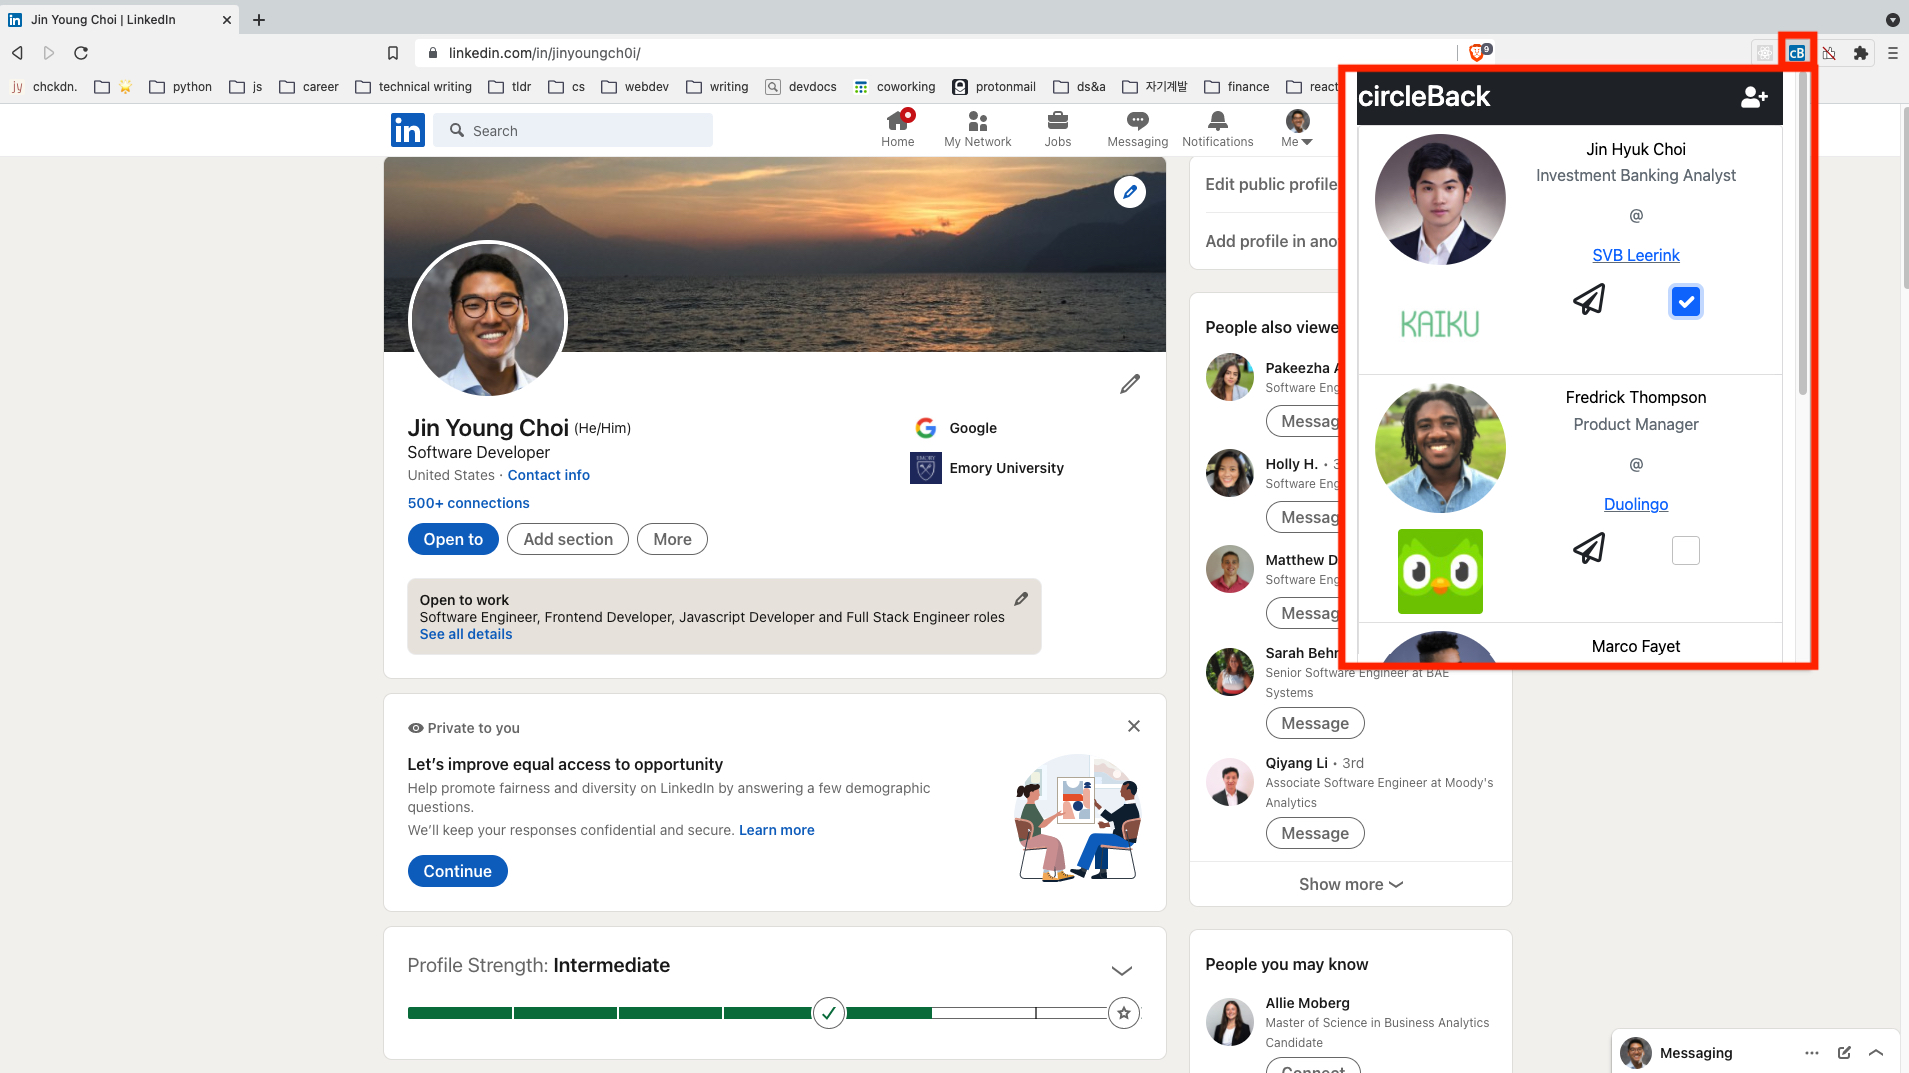 Jin Young Choi | LinkedIn
linkedin.com/in/jinyoungch0i/
9
cB
jy chckdn.
python
js
career
technical writing
tldr
cs
webdev
writing
devdocs
coworking
protonmail
ds&a
자기계발
finance
react
in
Search
Home
My Network
Jobs
Messaging
Notifications
Me
Jin Young Choi (He/Him)
Software Developer
United States · Contact info
500+ connections
Google
EMORY
Emory University
Open to
Add section
More
Open to work
Software Engineer, Frontend Developer, Javascript Developer and Full Stack Engineer roles
See all details
Private to you
Let's improve equal access to opportunity
Help promote fairness and diversity on LinkedIn by answering a few demographic
questions.
We'll keep your responses confidential and secure. Learn more
Continue
Profile Strength: Intermediate
Edit public profile
Add profile in ano
People also viewe
Pakeezha A
Software Eng
Messag
Holly H. • 3
Software Eng
Messag
Matthew D
Software Eng
Messag
Sarah Behr
Senior Software Engineer at BAE
Systems
Message
Qiyang Li • 3rd
Associate Software Engineer at Moody's
Analytics
Message
Show more
People you may know
Allie Moberg
Master of Science in Business Analytics
Candidate
Connect
circleBack
Jin Hyuk Choi
Investment Banking Analyst
@
SVB Leerink
KAIKU
Fredrick Thompson
Product Manager
@
Duolingo
Marco Fayet
Messaging